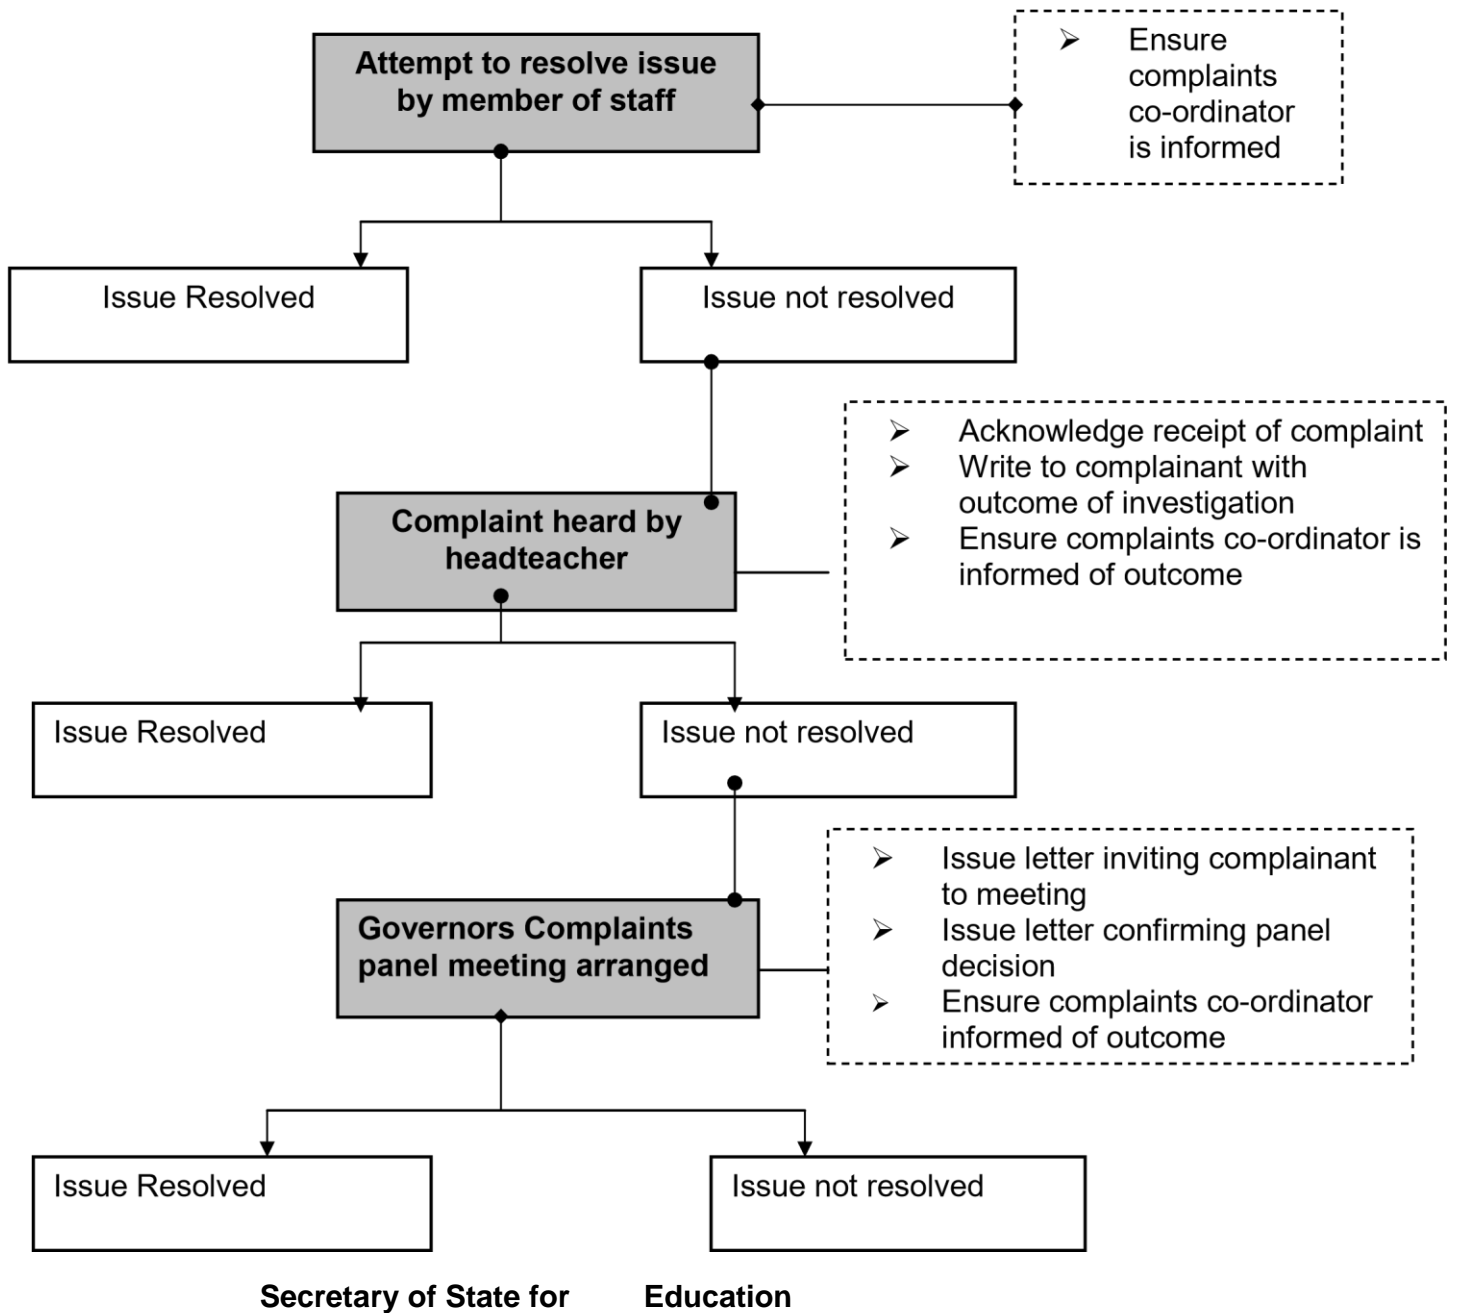 Attempt to resolve issue
by member of staff
➢ Ensure
complaints
co-ordinator
is informed
Issue Resolved
Issue not resolved
➢ Acknowledge receipt of complaint
➢ Write to complainant with
outcome of investigation
➢ Ensure complaints co-ordinator is
informed of outcome
Complaint heard by
headteacher
Issue Resolved
Issue not resolved
➢ Issue letter inviting complainant
to meeting
➢ Issue letter confirming panel
decision
➢ Ensure complaints co-ordinator
informed of outcome
Governors Complaints
panel meeting arranged
Issue Resolved
Issue not resolved
Secretary of State for Education